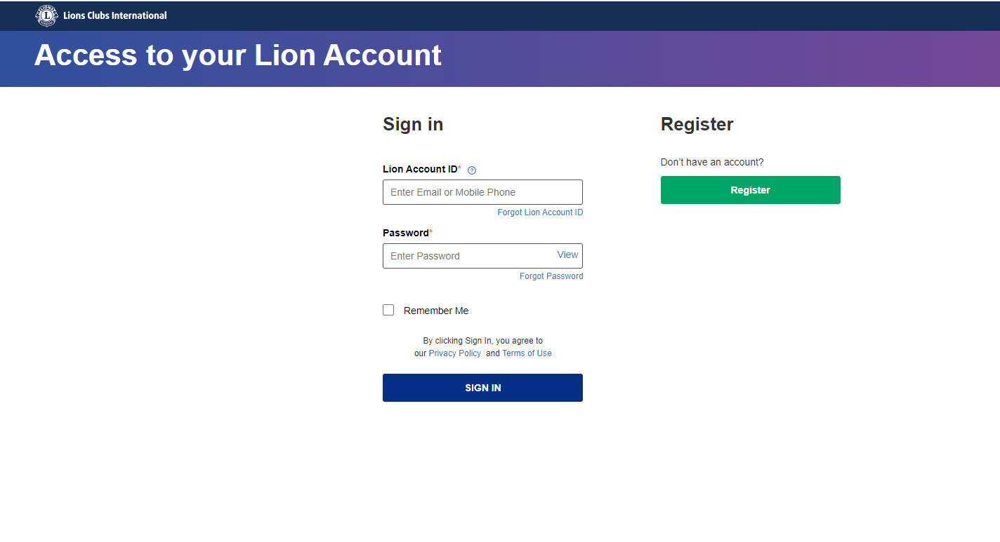 Lions Clubs International
Access to your Lion Account
Sign in
Lion Account ID* ?
Enter Email or Mobile Phone
Forgot Lion Account ID
Password*
Enter Password View
Forgot Password
Remember Me
By clicking Sign In, you agree to
our Privacy Policy and Terms of Use
SIGN IN
Register
Don't have an account?
Register